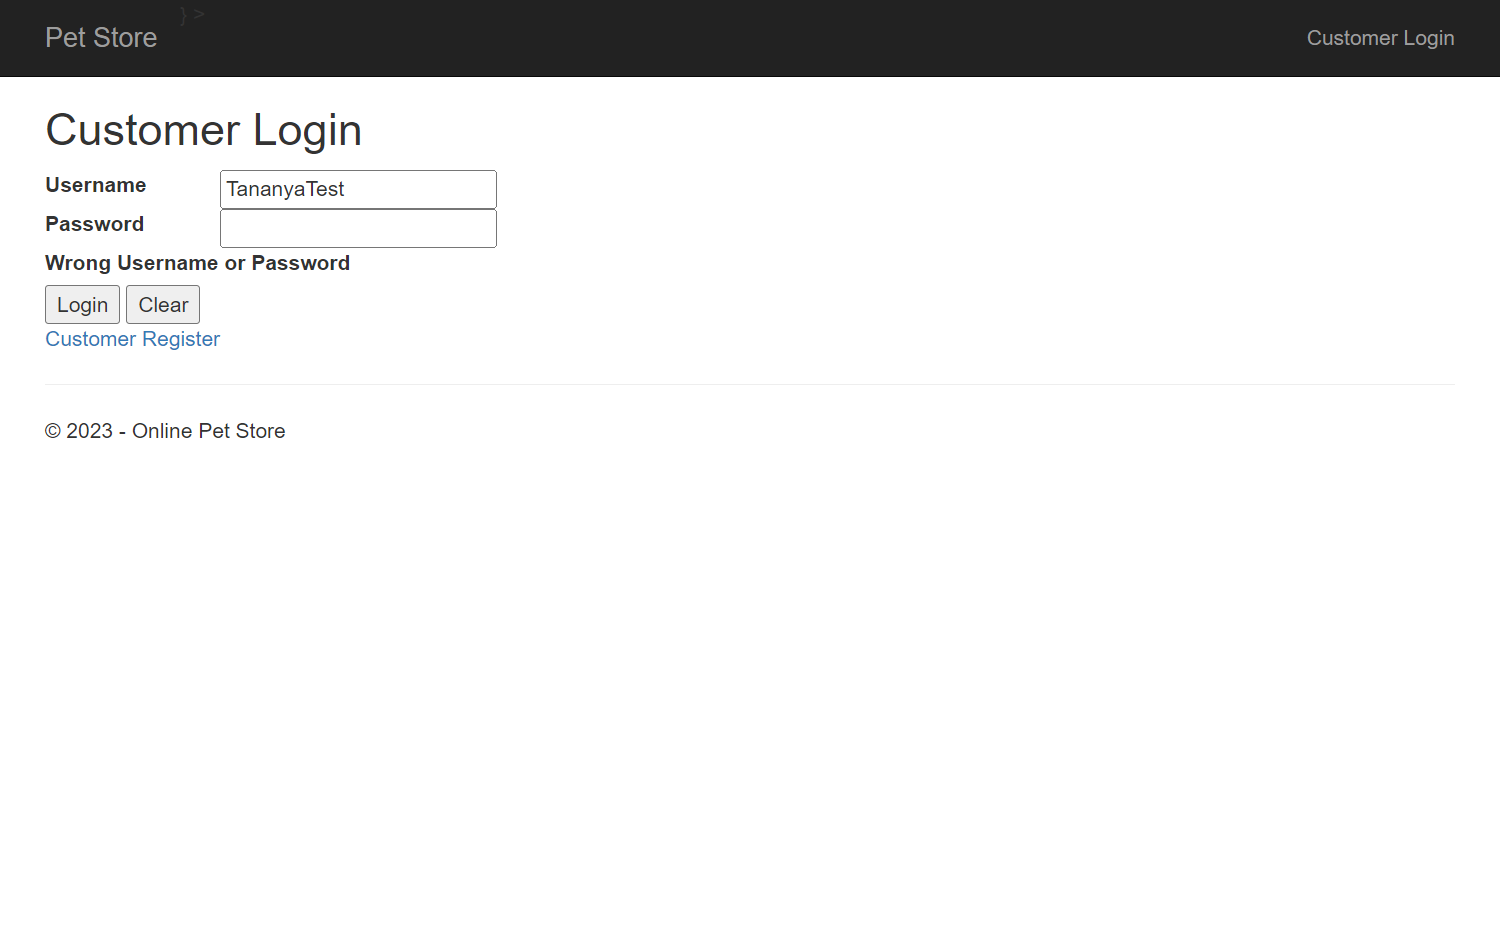 } >
Pet Store
Customer Login
Customer Login
Username TananyaTest
Password
Wrong Username or Password
Login Clear
Customer Register
© 2023 - Online Pet Store